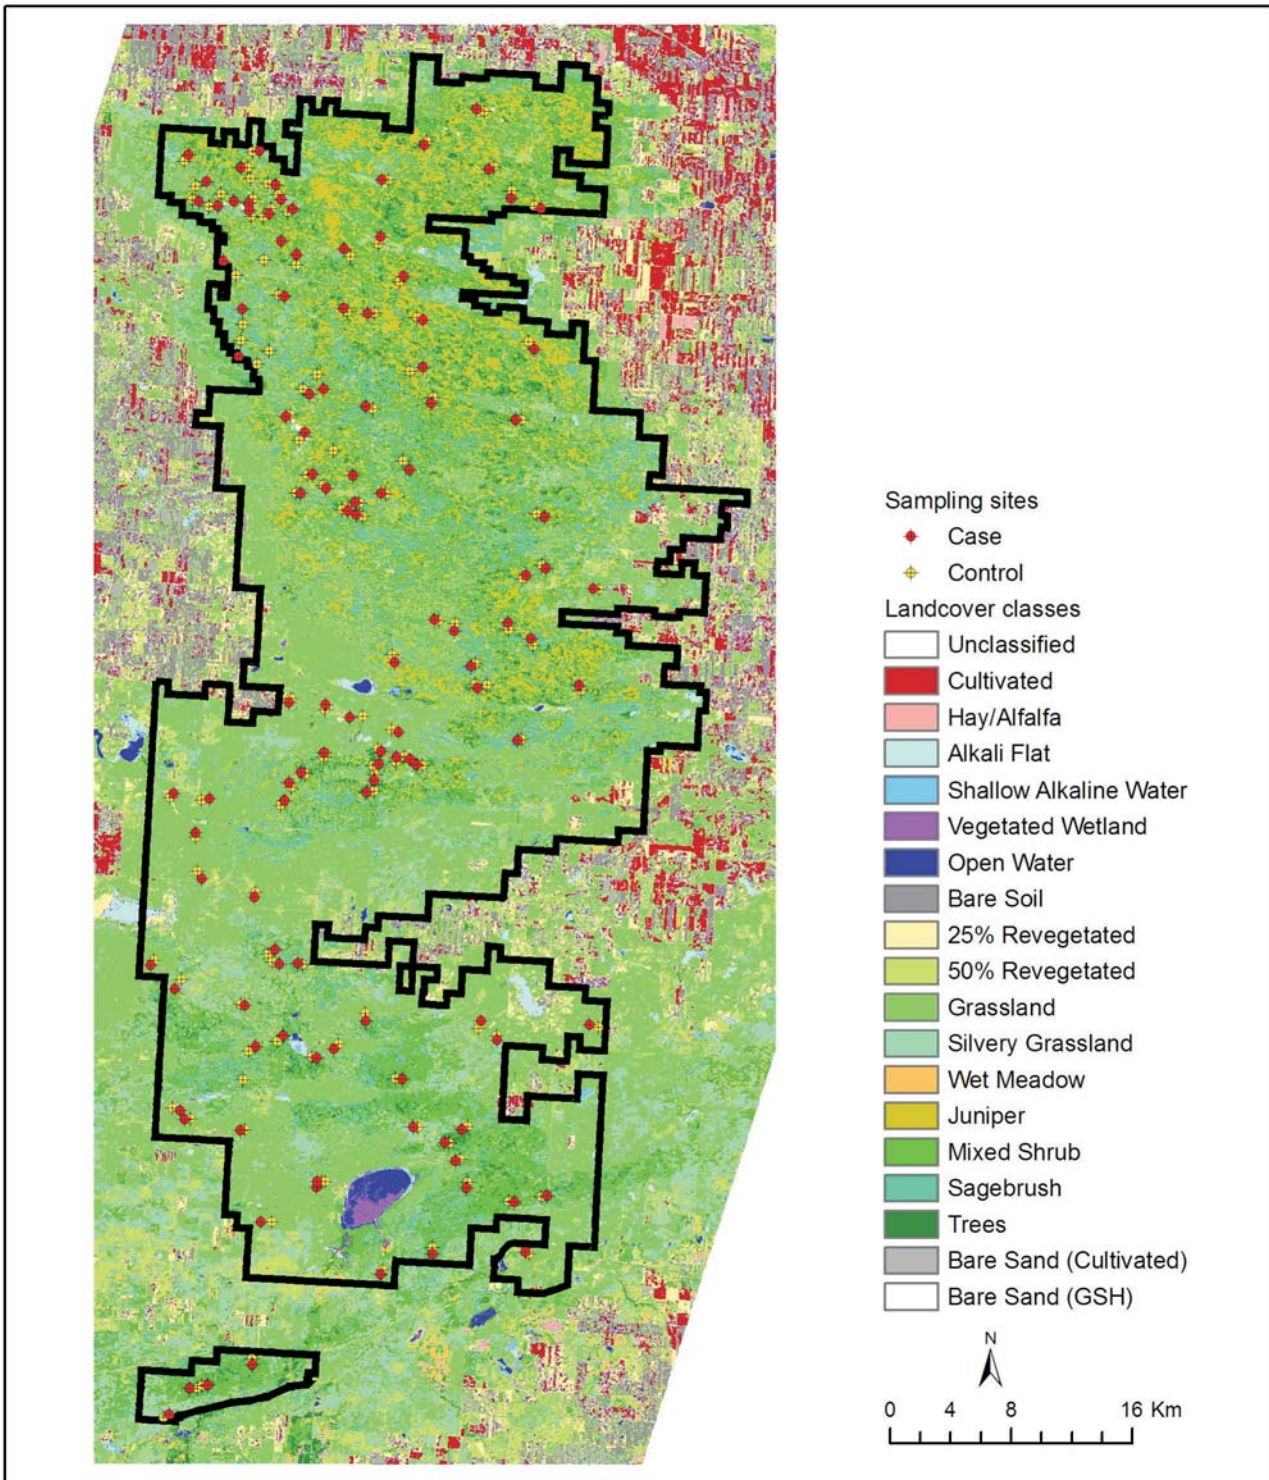 Sampling sites
Case
Control
Landcover classes
Unclassified
Cultivated
Hay/Alfalfa
Alkali Flat
Shallow Alkaline Water
Vegetated Wetland
Open Water
Bare Soil
25% Revegetated
50% Revegetated
Grassland
Silvery Grassland
Wet Meadow
Juniper
Mixed Shrub
Sagebrush
Trees
Bare Sand (Cultivated)
Bare Sand (GSH)
N
0 4 8 16 Km